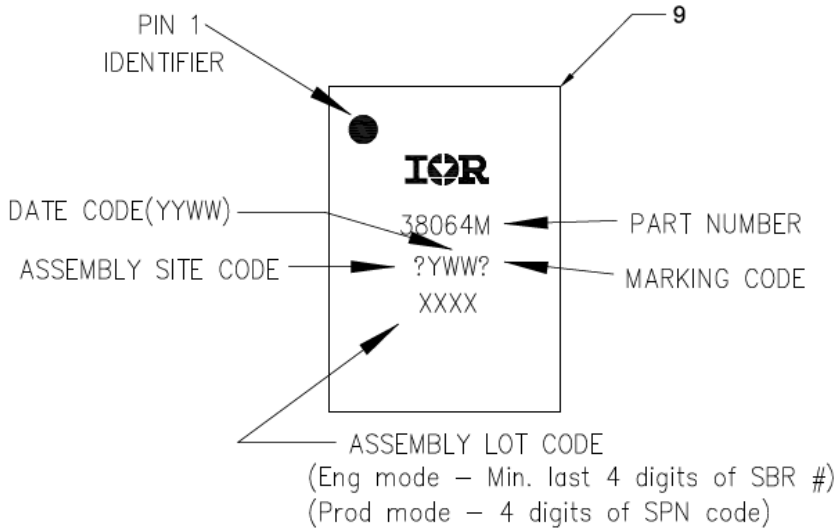 PIN 1
IDENTIFIER
9
IOR
DATE CODE(YYWW)
38064M
PART NUMBER
ASSEMBLY SITE CODE
?YWW?
MARKING CODE
XXXX
ASSEMBLY LOT CODE
(Eng mode – Min. last 4 digits of SBR #)
(Prod mode – 4 digits of SPN code)